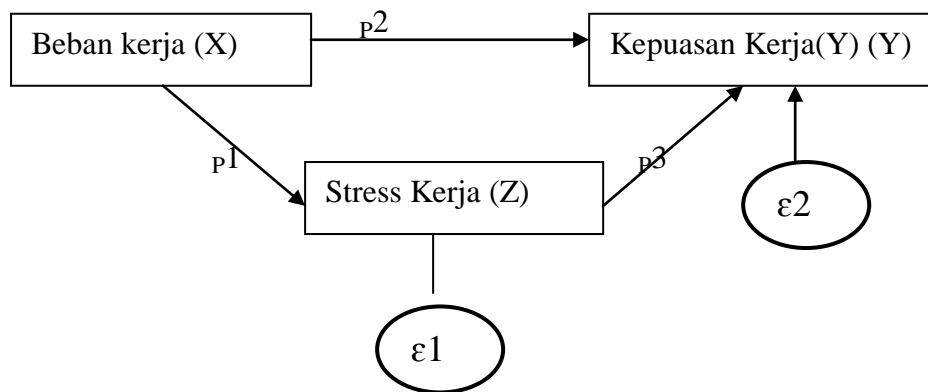 Beban kerja (X)
P2
Kepuasan Kerja(Y) (Y)
P1
P3
Stress Kerja (Z)
ε2
ε1